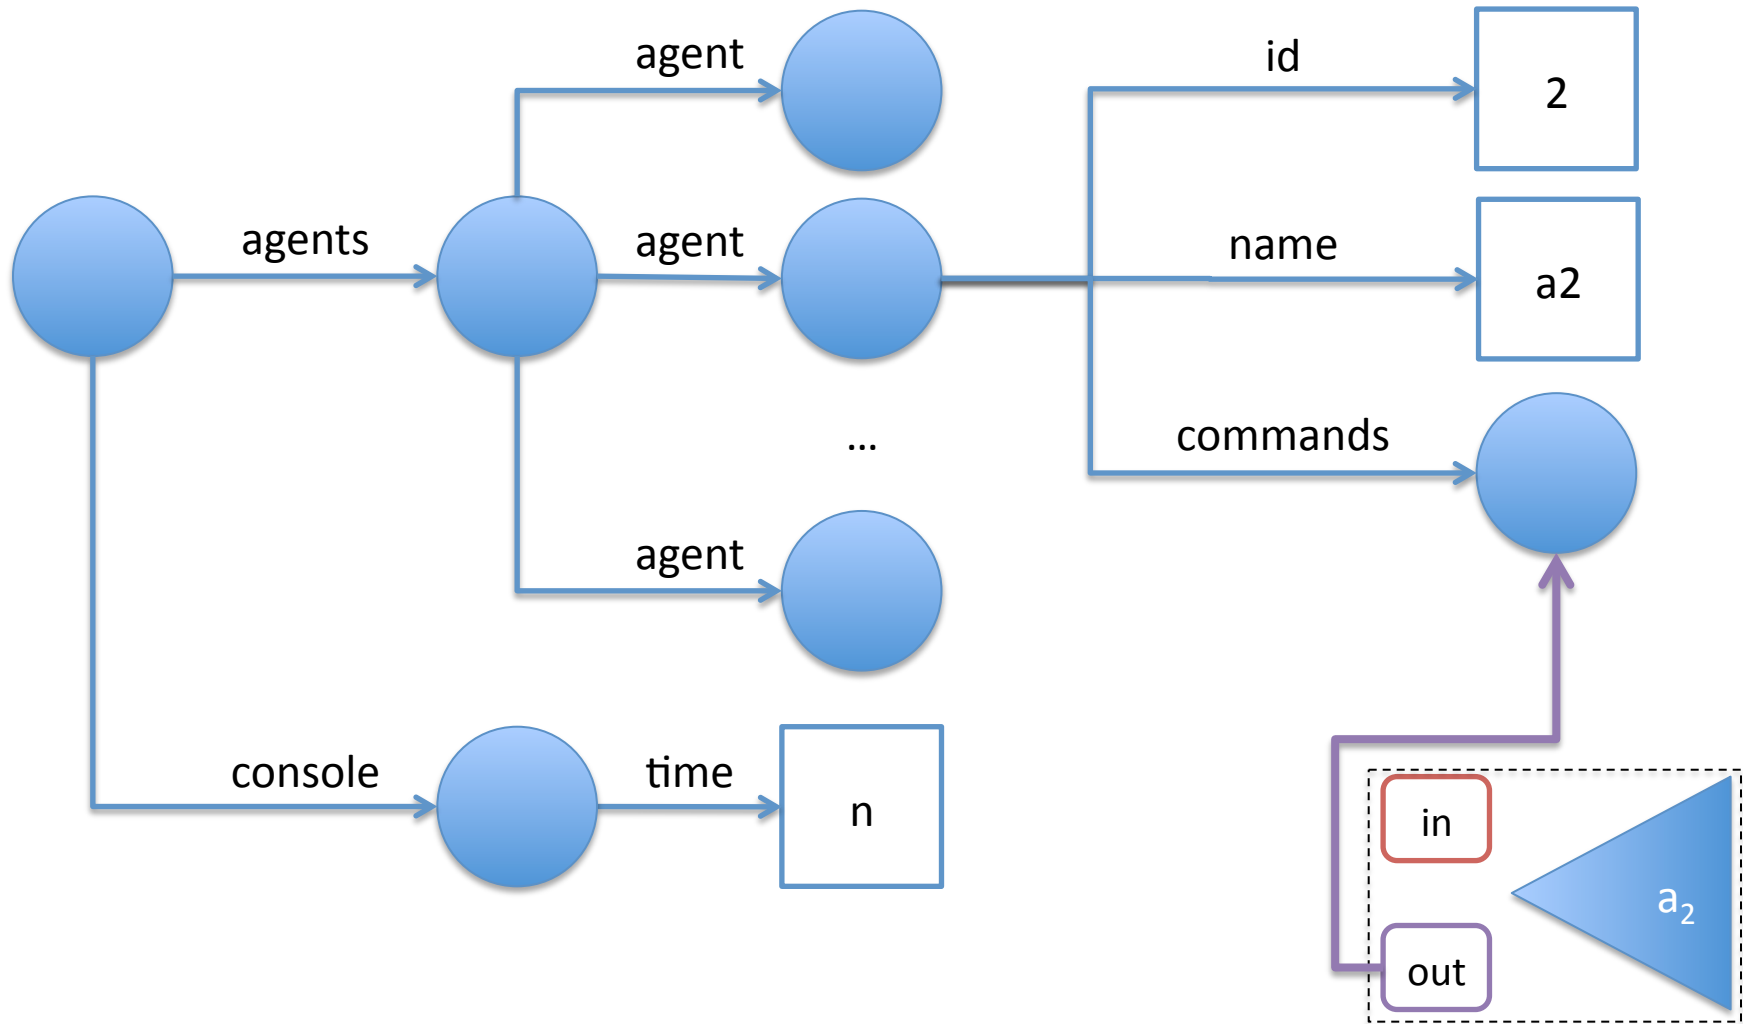 agent
id
2
agents
agent
name
a2
...
commands
agent
console
time
n
in
a2
out